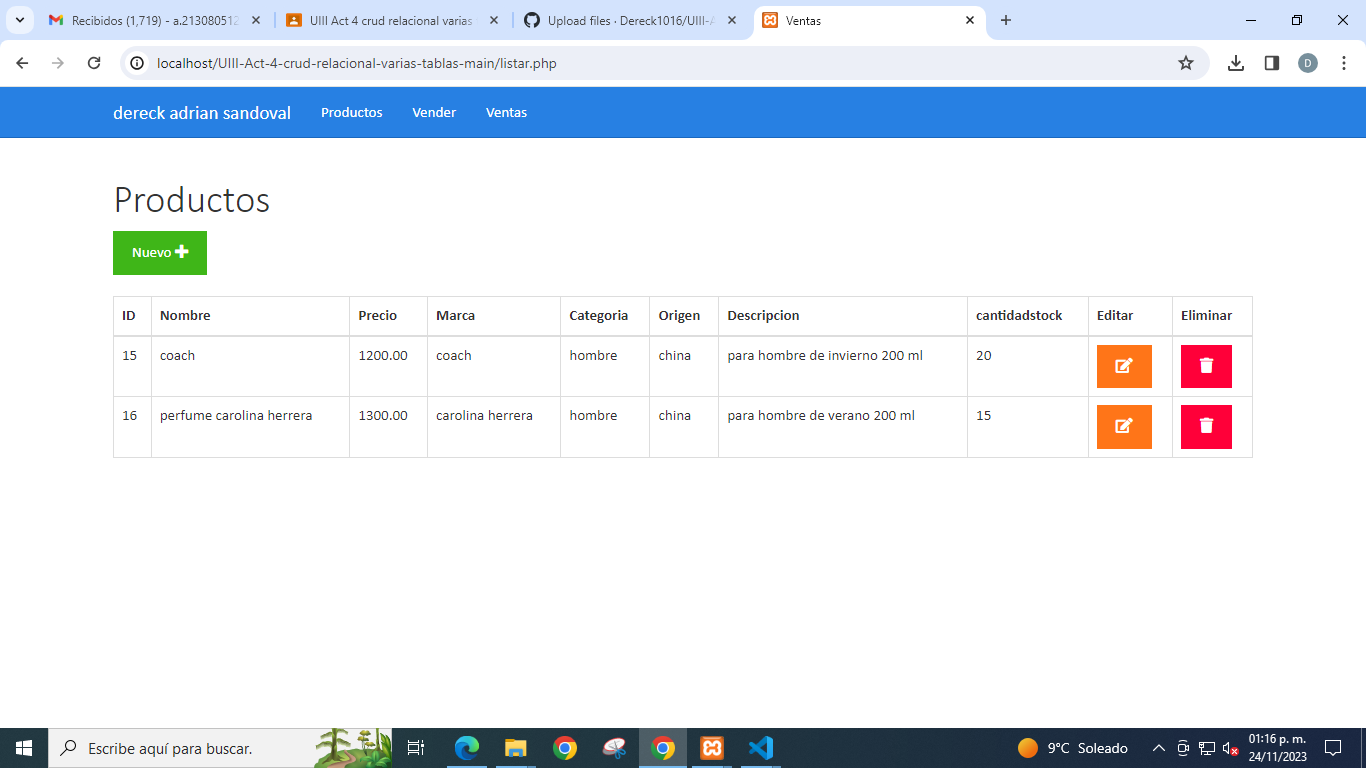 Recibidos (1,719) - a.213080512
UIII Act 4 crud relacional varias
Upload files · Dereck1016/UIII-A
Ventas
localhost/UIII-Act-4-crud-relacional-varias-tablas-main/listar.php
D
dereck adrian sandoval Productos Vender Ventas
Productos
Nuevo
ID Nombre Precio Marca Categoria Origen Descripcion cantidadstock Editar Eliminar
15 coach 1200.00 coach hombre china para hombre de invierno 200 ml 20
16 perfume carolina herrera 1300.00 carolina herrera hombre china para hombre de verano 200 ml 15
Escribe aquí para buscar.
9°C Soleado
01:16 p. m.
24/11/2023